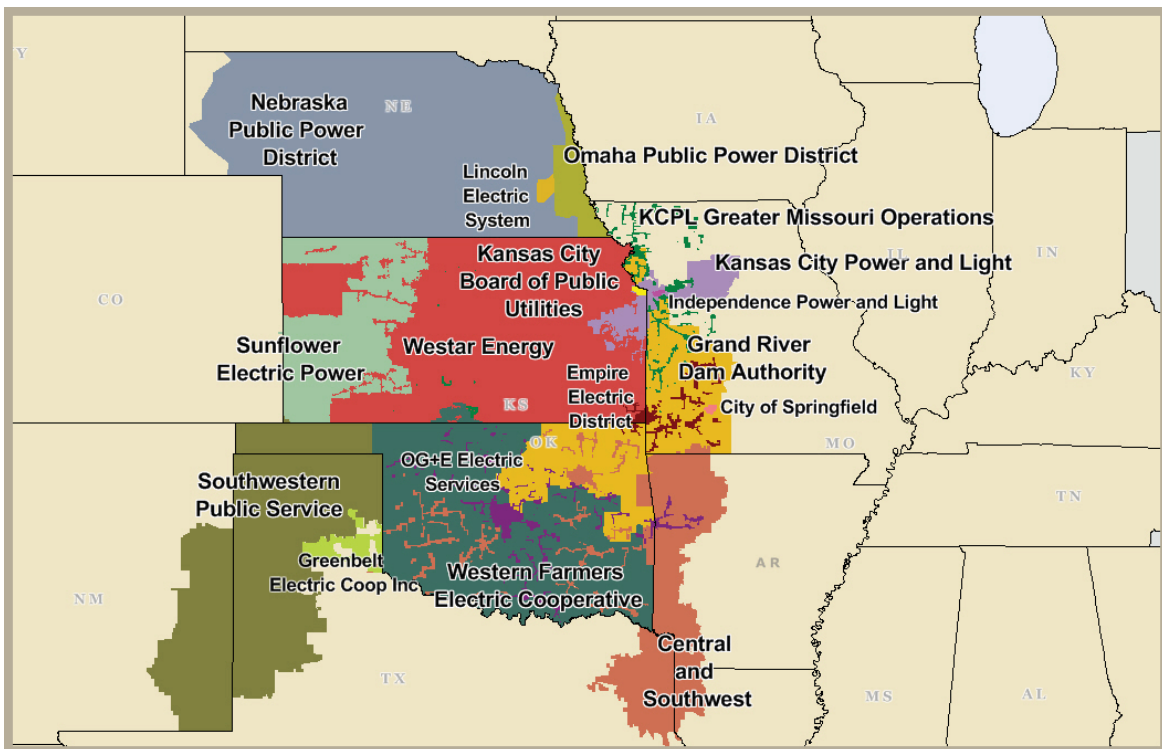 Y
Nebraska
Public Power
District
NE
IA
Omaha Public Power District
Lincoln
Electric
System
KCPL Greater Missouri Operations
Kansas City
Board of Public
Utilities
Kansas City Power and Light
IL
IN
CO
Independence Power and Light
Sunflower
Electric Power
Westar Energy
Grand River
Dam Authority
Empire
Electric
District
KY
KS
City of Springfield
MO
OK
OG+E Electric
Services
Southwestern
Public Service
TN
Greenbelt
Electric Coop Inc
Western Farmers
Electric Cooperative
AR
NM
Central
and
Southwest
TX
MS
AL